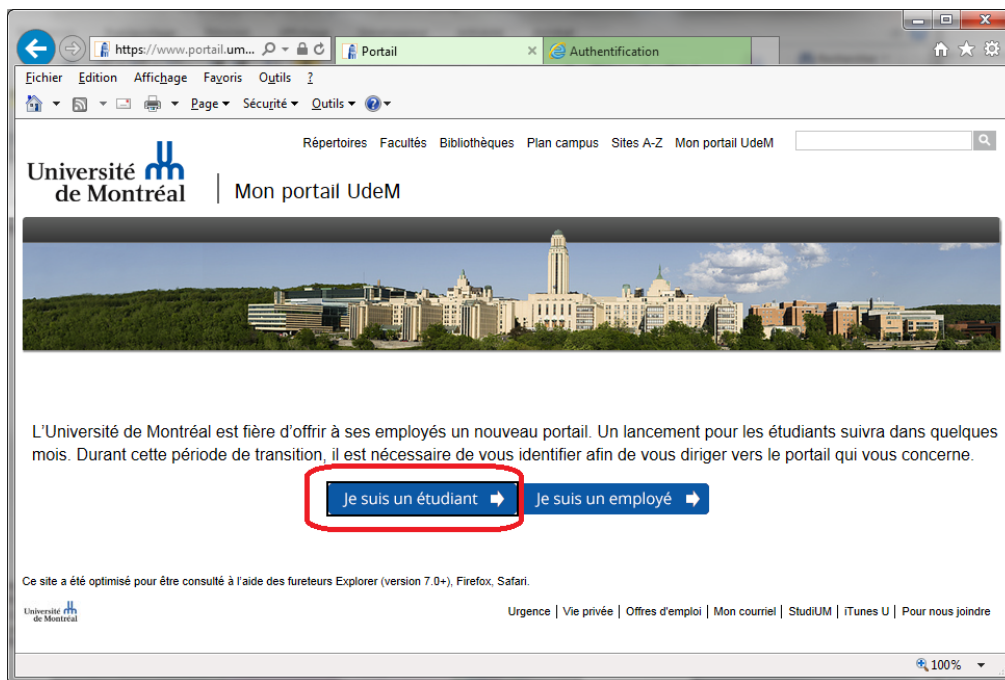 https://www.portail.um...
Portail
Authentification
Fichier Edition Affichage Favoris Outils ?
Page Sécurité Outils
Répertoires Facultés Bibliothèques Plan campus Sites A-Z Mon portail UdeM
Université
de Montréal
Mon portail UdeM
L'Université de Montréal est fière d'offrir à ses employés un nouveau portail. Un lancement pour les étudiants suivra dans quelques
mois. Durant cette période de transition, il est nécessaire de vous identifier afin de vous diriger vers le portail qui vous concerne.
Je suis un étudiant Je suis un employé
Ce site a été optimisé pour être consulté à l'aide des fureteurs Explorer (version 7.0+), Firefox, Safari.
Université
de Montréal
Urgence | Vie privée | Offres d'emploi | Mon courriel | StudiUM | iTunes U | Pour nous joindre
100%